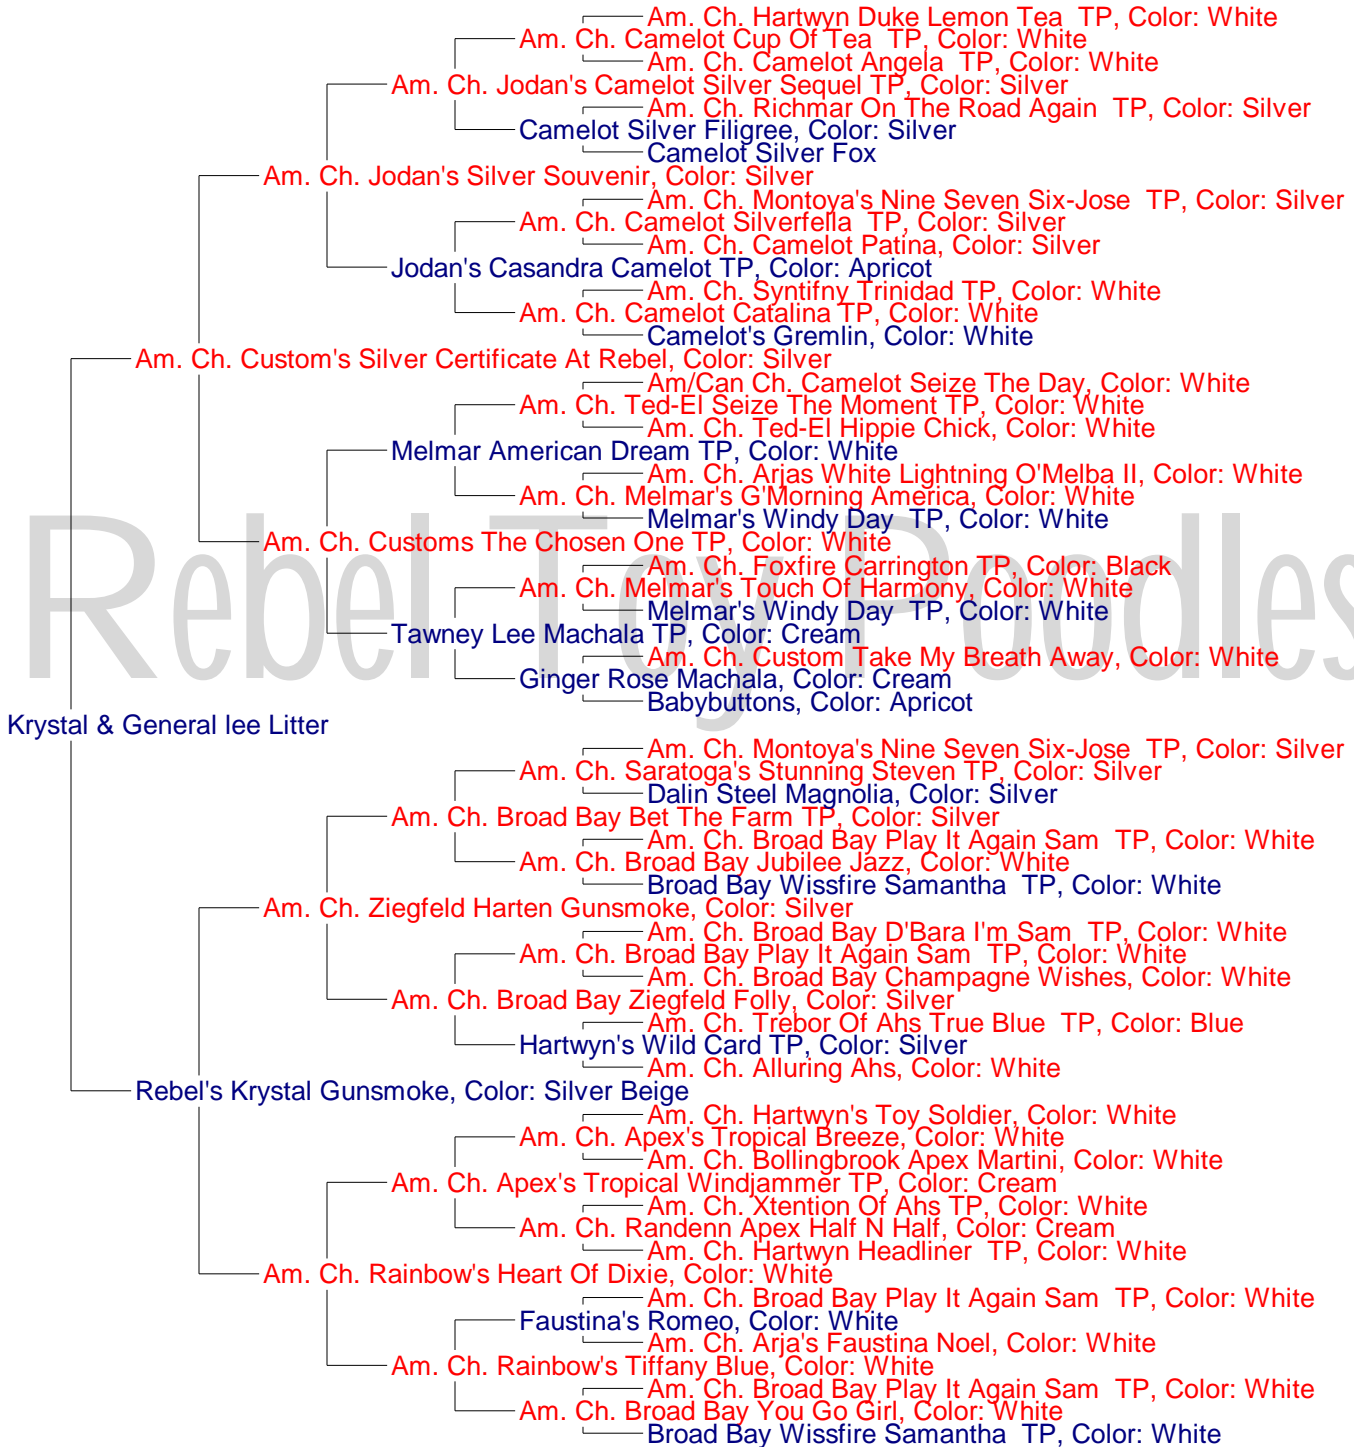 Am. Ch. Hartwyn Duke Lemon Tea  TP, Color: White
Am. Ch. Camelot Cup Of Tea  TP, Color: White
Am. Ch. Camelot Angela  TP, Color: White
Am. Ch. Jodan's Camelot Silver Sequel TP, Color: Silver
Am. Ch. Richmar On The Road Again  TP, Color: Silver
Camelot Silver Filigree, Color: Silver
Camelot Silver Fox
Am. Ch. Jodan's Silver Souvenir, Color: Silver
Am. Ch. Montoya's Nine Seven Six-Jose  TP, Color: Silver
Am. Ch. Camelot Silverfella  TP, Color: Silver
Am. Ch. Camelot Patina, Color: Silver
Jodan's Casandra Camelot TP, Color: Apricot
Am. Ch. Syntifny Trinidad TP, Color: White
Am. Ch. Camelot Catalina TP, Color: White
Camelot's Gremlin, Color: White
Am. Ch. Custom's Silver Certificate At Rebel, Color: Silver
Am/Can Ch. Camelot Seize The Day, Color: White
Am. Ch. Ted-El Seize The Moment TP, Color: White
Am. Ch. Ted-El Hippie Chick, Color: White
Melmar American Dream TP, Color: White
Am. Ch. Arjas White Lightning O'Melba II, Color: White
Am. Ch. Melmar's G'Morning America, Color: White
Melmar's Windy Day  TP, Color: White
Am. Ch. Customs The Chosen One TP, Color: White
Am. Ch. Foxfire Carrington TP, Color: Black
Am. Ch. Melmar's Touch Of Harmony, Color: White
Rebel Toy Poodles
Melmar's Windy Day  TP, Color: White
Tawney Lee Machala TP, Color: Cream
Am. Ch. Custom Take My Breath Away, Color: White
Ginger Rose Machala, Color: Cream
Babybuttons, Color: Apricot
Krystal & General lee Litter
Am. Ch. Montoya's Nine Seven Six-Jose  TP, Color: Silver
Am. Ch. Saratoga's Stunning Steven TP, Color: Silver
Dalin Steel Magnolia, Color: Silver
Am. Ch. Broad Bay Bet The Farm TP, Color: Silver
Am. Ch. Broad Bay Play It Again Sam  TP, Color: White
Am. Ch. Broad Bay Jubilee Jazz, Color: White
Broad Bay Wissfire Samantha  TP, Color: White
Am. Ch. Ziegfeld Harten Gunsmoke, Color: Silver
Am. Ch. Broad Bay D'Bara I'm Sam  TP, Color: White
Am. Ch. Broad Bay Play It Again Sam  TP, Color: White
Am. Ch. Broad Bay Champagne Wishes, Color: White
Am. Ch. Broad Bay Ziegfeld Folly, Color: Silver
Am. Ch. Trebor Of Ahs True Blue  TP, Color: Blue
Hartwyn's Wild Card TP, Color: Silver
Am. Ch. Alluring Ahs, Color: White
Rebel's Krystal Gunsmoke, Color: Silver Beige
Am. Ch. Hartwyn's Toy Soldier, Color: White
Am. Ch. Apex's Tropical Breeze, Color: White
Am. Ch. Bollingbrook Apex Martini, Color: White
Am. Ch. Apex's Tropical Windjammer TP, Color: Cream
Am. Ch. Xtention Of Ahs TP, Color: White
Am. Ch. Randenn Apex Half N Half, Color: Cream
Am. Ch. Hartwyn Headliner  TP, Color: White
Am. Ch. Rainbow's Heart Of Dixie, Color: White
Am. Ch. Broad Bay Play It Again Sam  TP, Color: White
Faustina's Romeo, Color: White
Am. Ch. Arja's Faustina Noel, Color: White
Am. Ch. Rainbow's Tiffany Blue, Color: White
Am. Ch. Broad Bay Play It Again Sam  TP, Color: White
Am. Ch. Broad Bay You Go Girl, Color: White
Broad Bay Wissfire Samantha  TP, Color: White